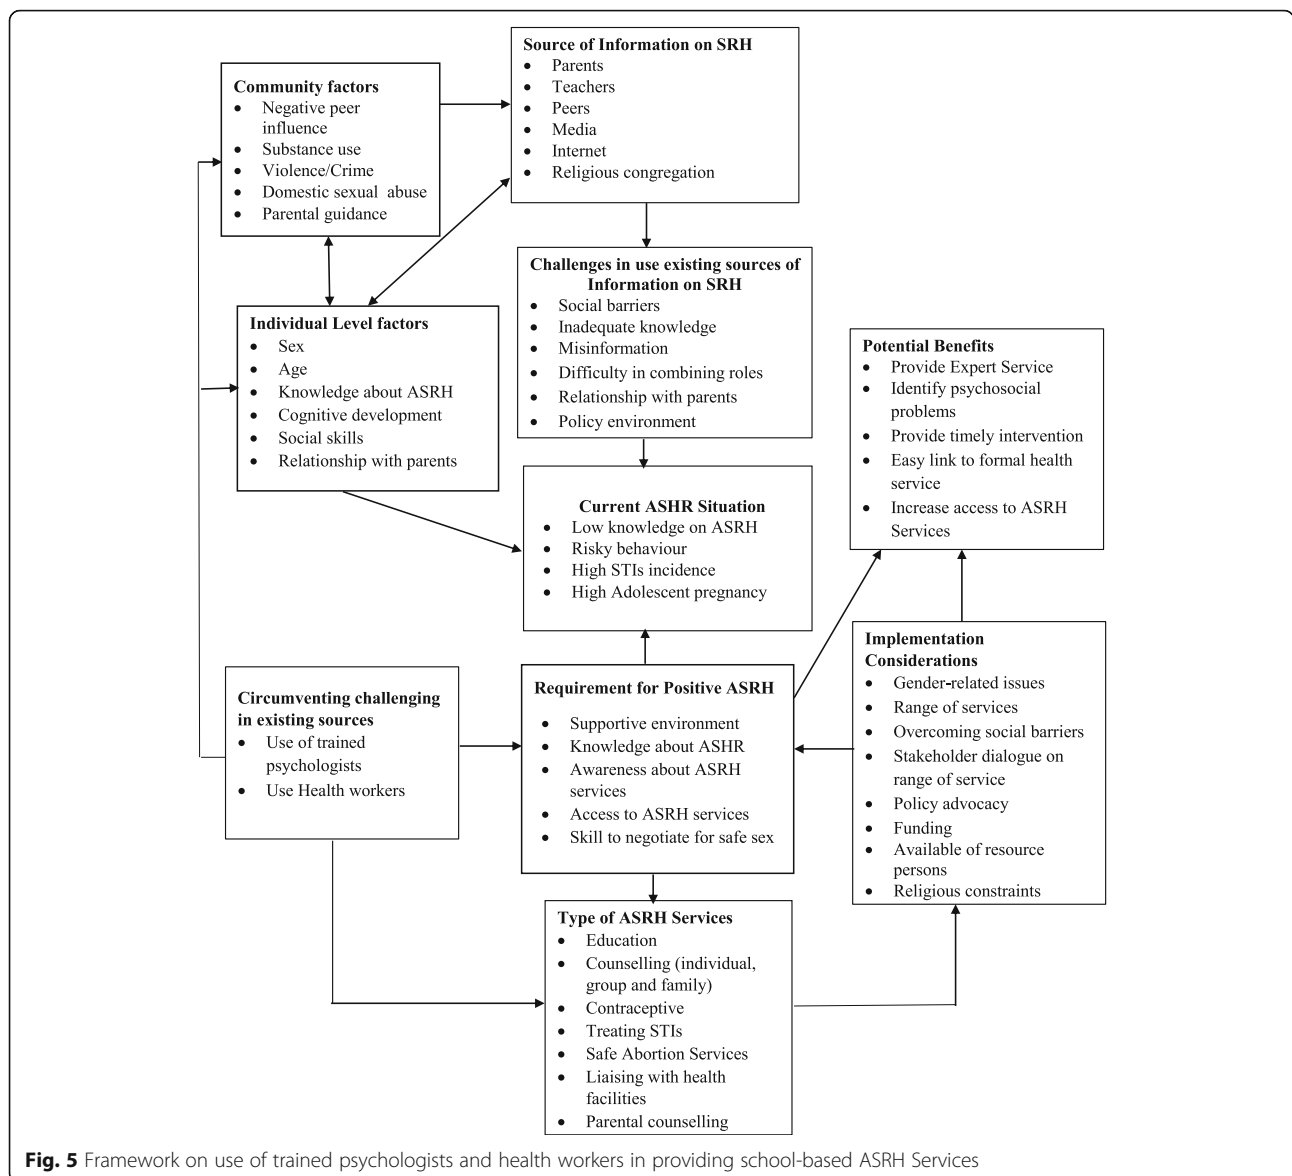 Source of Information on SRH
● Parents
● Teachers
● Peers
● Media
● Internet
● Religious congregation
Community factors
● Negative peer
influence
● Substance use
● Violence/Crime
● Domestic sexual abuse
● Parental guidance
Challenges in use existing sources of
Information on SRH
● Social barriers
● Inadequate knowledge
● Misinformation
● Difficulty in combining roles
● Relationship with parents
● Policy environment
Individual Level factors
● Sex
● Age
● Knowledge about ASRH
● Cognitive development
● Social skills
● Relationship with parents
Potential Benefits
● Provide Expert Service
● Identify psychosocial
problems
● Provide timely intervention
● Easy link to formal health
service
● Increase access to ASRH
Services
Current ASHR Situation
● Low knowledge on ASRH
● Risky behaviour
● High STIs incidence
● High Adolescent pregnancy
Implementation
Considerations
● Gender-related issues
● Range of services
● Overcoming social barriers
● Stakeholder dialogue on
range of service
● Policy advocacy
● Funding
● Available of resource
persons
● Religious constraints
Circumventing challenging
in existing sources
● Use of trained
psychologists
● Use Health workers
Requirement for Positive ASRH
● Supportive environment
● Knowledge about ASHR
● Awareness about ASRH
services
● Access to ASRH services
● Skill to negotiate for safe sex
Type of ASRH Services
● Education
● Counselling (individual,
group and family)
● Contraceptive
● Treating STIs
● Safe Abortion Services
● Liaising with health
facilities
● Parental counselling
Fig. 5 Framework on use of trained psychologists and health workers in providing school-based ASRH Services